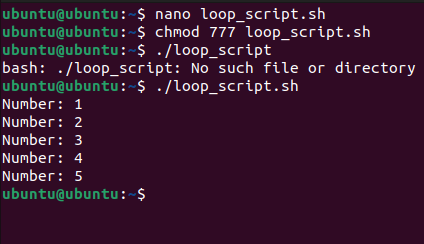 ubuntu@ubuntu:~$ nano loop_script.sh
ubuntu@ubuntu:~$ chmod 777 loop_script.sh
ubuntu@ubuntu:~$ ./loop_script
bash: ./loop_script: No such file or directory
ubuntu@ubuntu:~$ ./loop_script.sh
Number: 1
Number: 2
Number: 3
Number: 4
Number: 5
ubuntu@ubuntu:~$